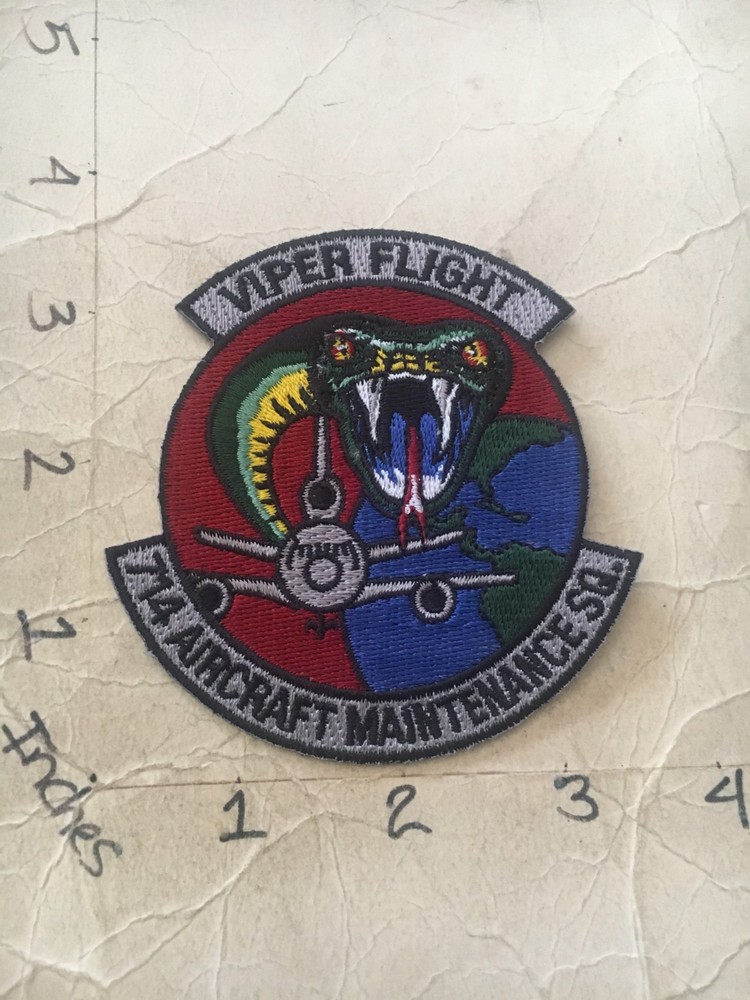 5
4
3
2
1
Inches
VIPER FLIGHT
714 AIRCRAFT MAINTENANCE SQ.
1 2 3 4